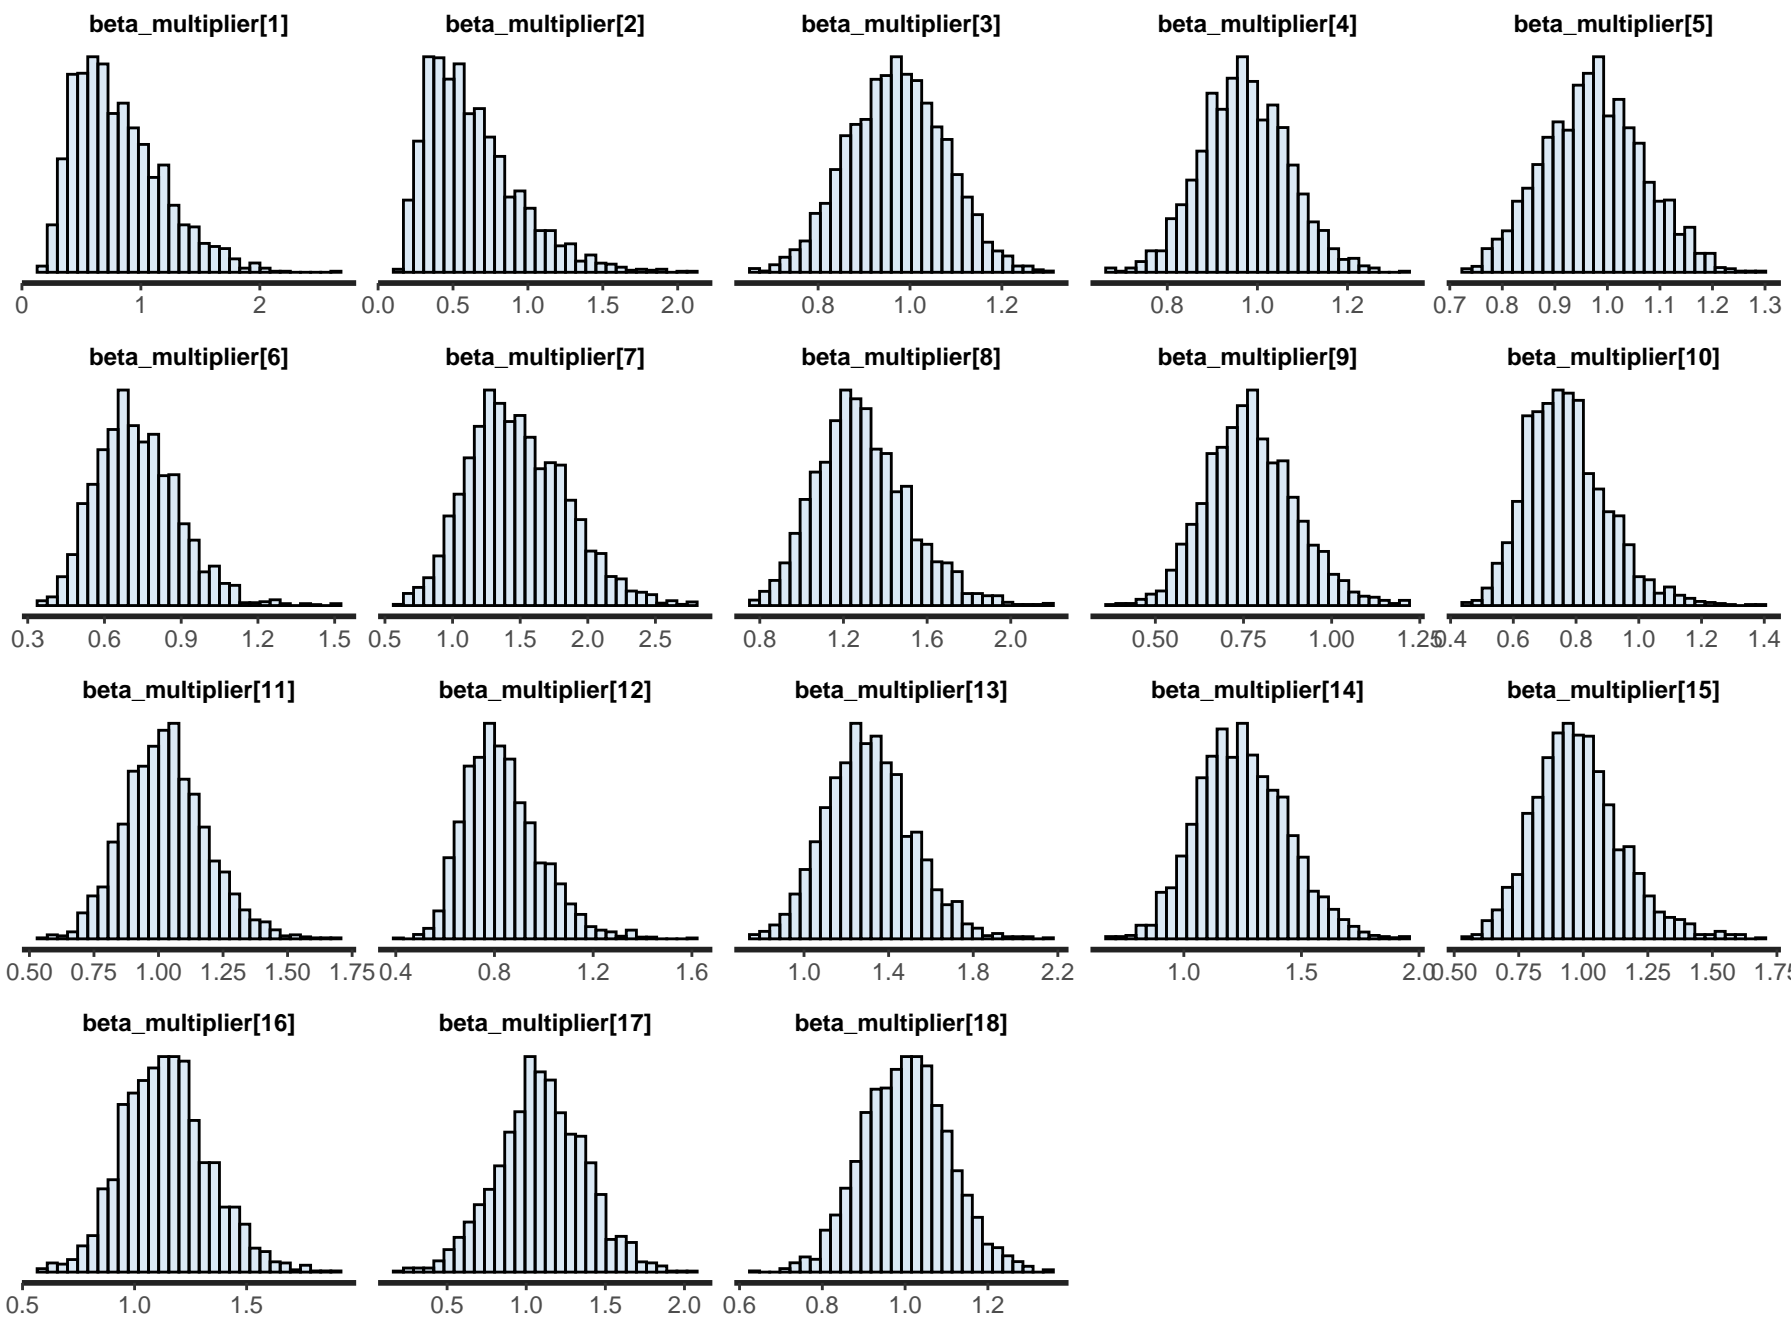 beta_multiplier[1] beta_multiplier[2] beta_multiplier[3] beta_multiplier[4] beta_multiplier[5]
0 1 2 0.0 0.5 1.0 1.5 2.0 0.8 1.0 1.2 0.8 1.0 1.2 0.7 0.8 0.9 1.0 1.1 1.2 1.3
beta_multiplier[6] beta_multiplier[7] beta_multiplier[8] beta_multiplier[9] beta_multiplier[10]
0.3 0.6 0.9 1.2 1.5 0.5 1.0 1.5 2.0 2.5 0.8 1.2 1.6 2.0 0.50 0.75 1.00 1.25 0.4 0.6 0.8 1.0 1.2 1.4
beta_multiplier[11] beta_multiplier[12] beta_multiplier[13] beta_multiplier[14] beta_multiplier[15]
0.50 0.75 1.00 1.25 1.50 1.75 0.4 0.8 1.2 1.6 1.0 1.4 1.8 2.2 1.0 1.5 2.0 0.50 0.75 1.00 1.25 1.50 1.75
beta_multiplier[16] beta_multiplier[17] beta_multiplier[18]
0.5 1.0 1.5 0.5 1.0 1.5 2.0 0.6 0.8 1.0 1.2